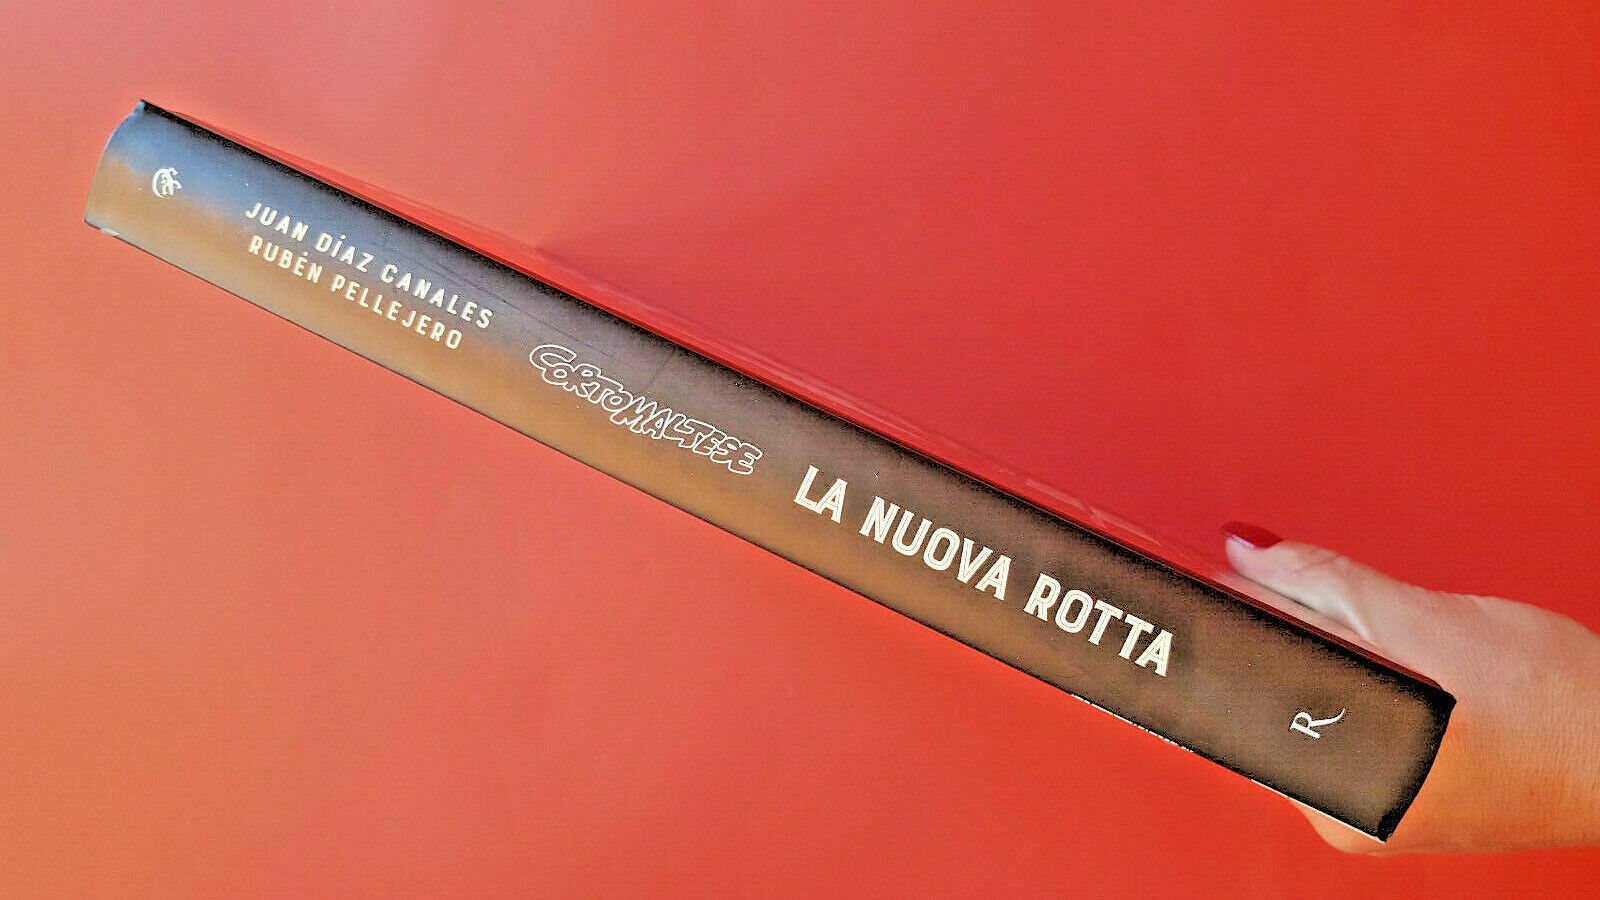 JUAN DÍAZ CANALES
RUBÉN PELLEJERO
CORTO MALTESE
LA NUOVA ROTTA
R